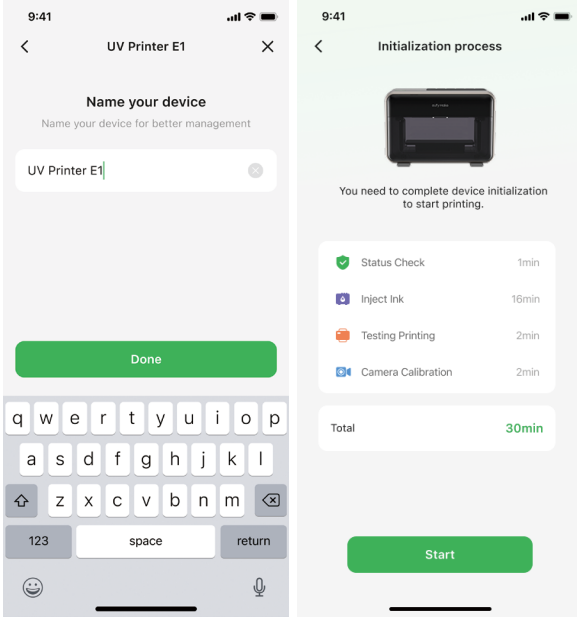 9:41
UV Printer E1
Name your device
Name your device for better management
UV Printer E1
Done
q w e r t y u i o p
a s d f g h j k l
z x c v b n m
123 space return
9:41
Initialization process
You need to complete device initialization
to start printing.
Status Check 1min
Inject Ink 16min
Testing Printing 2min
Camera Calibration 2min
Total 30min
Start